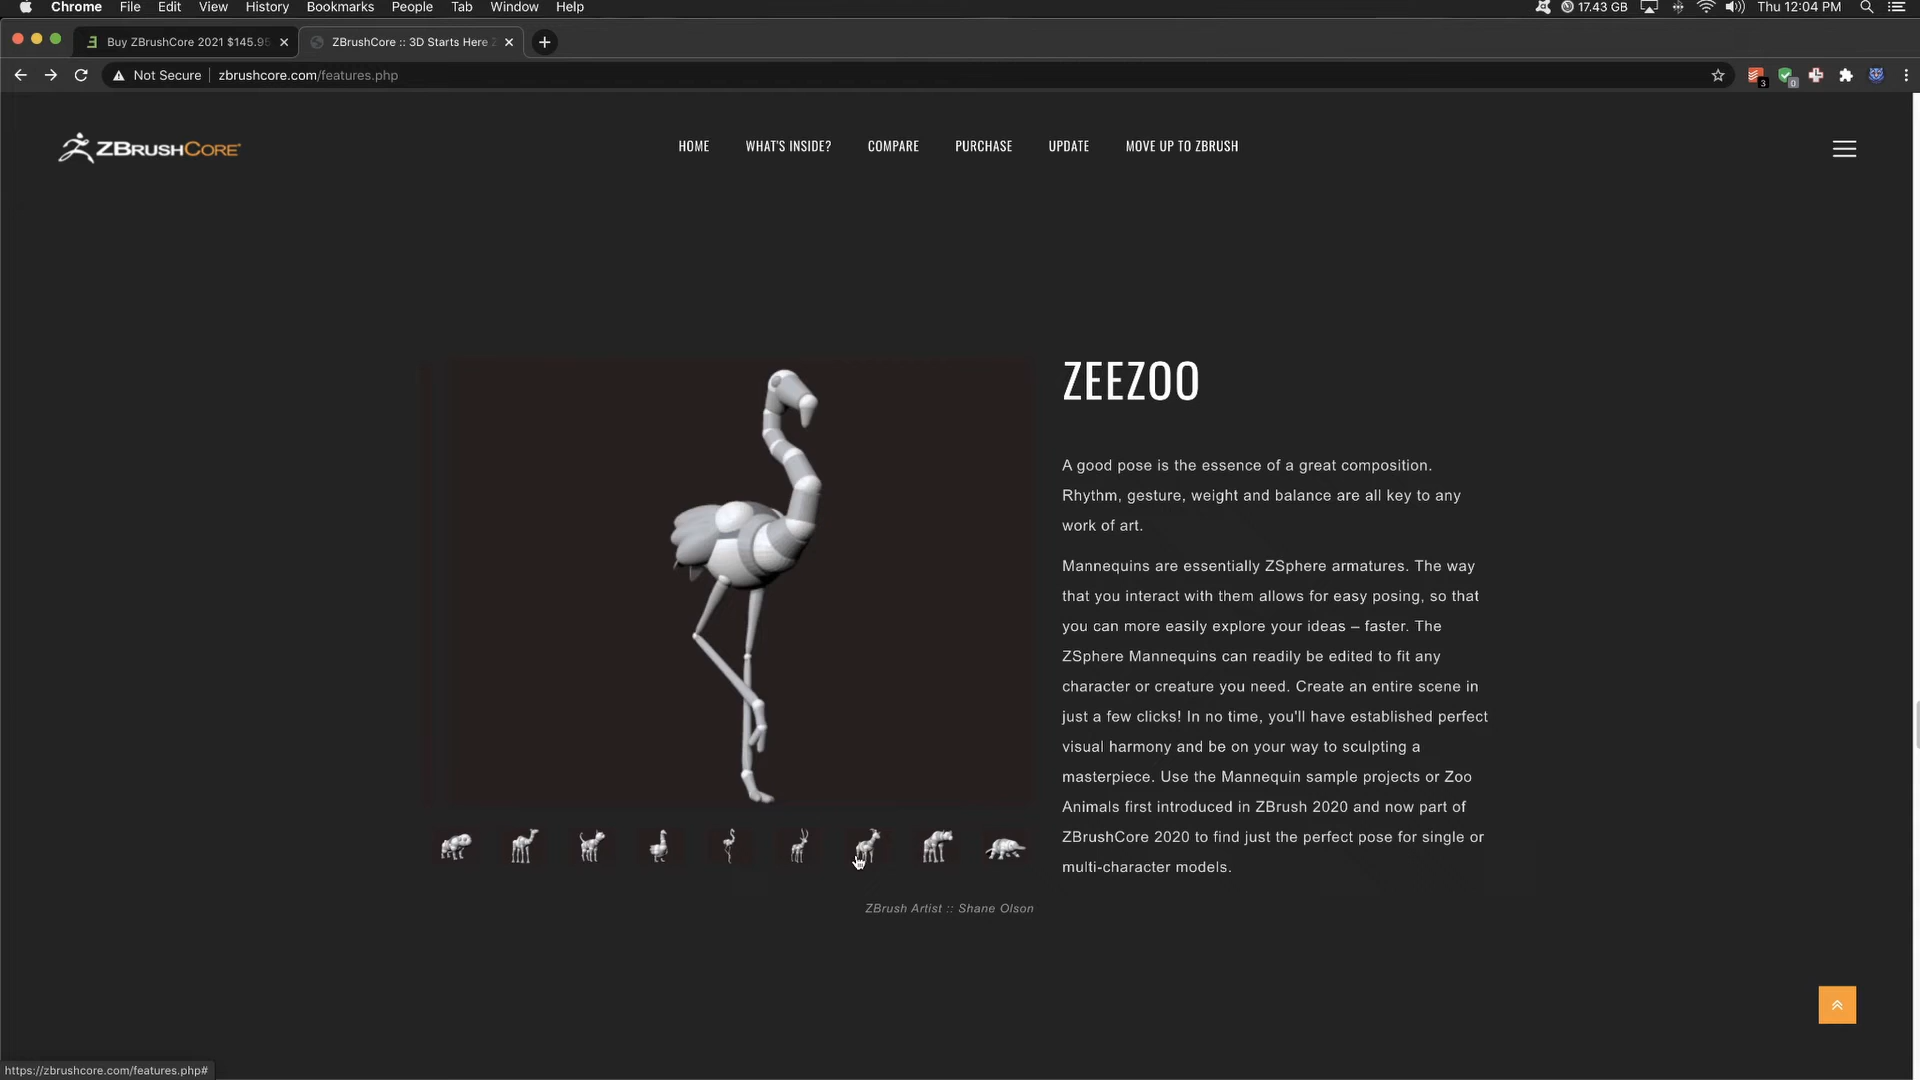 Chrome File Edit View History Bookmarks People Tab Window Help 17.43 GB Thu 12:04 PM
Buy ZBrushCore 2021 $145.95 ZBrushCore :: 3D Starts Here
Not Secure zbrushcore.com/features.php 3 0
ZBRUSHCORE HOME WHAT'S INSIDE? COMPARE PURCHASE UPDATE MOVE UP TO ZBRUSH
ZEEZOO
A good pose is the essence of a great composition.
Rhythm, gesture, weight and balance are all key to any
work of art.
Mannequins are essentially ZSphere armatures. The way
that you interact with them allows for easy posing, so that
you can more easily explore your ideas – faster. The
ZSphere Mannequins can readily be edited to fit any
character or creature you need. Create an entire scene in
just a few clicks! In no time, you'll have established perfect
visual harmony and be on your way to sculpting a
masterpiece. Use the Mannequin sample projects or Zoo
Animals first introduced in ZBrush 2020 and now part of
ZBrushCore 2020 to find just the perfect pose for single or
multi-character models.
ZBrush Artist :: Shane Olson
https://zbrushcore.com/features.php#